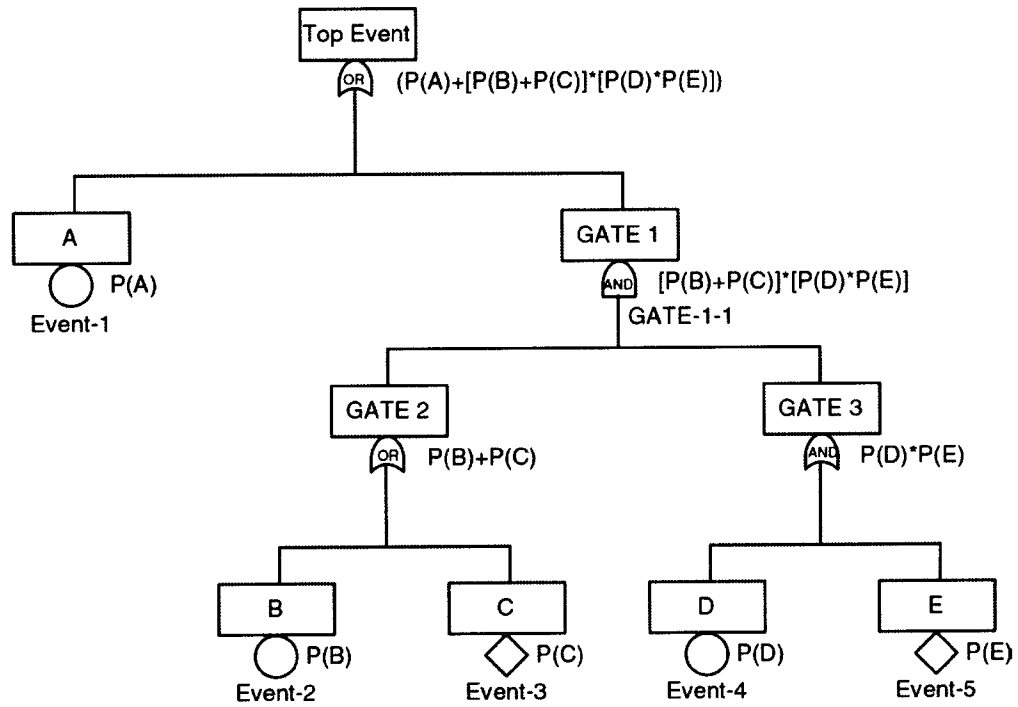 Top Event
OR
(P(A)+[P(B)+P(C)]*[P(D)*P(E)])
A
GATE 1
P(A)
AND
[P(B)+P(C)]*[P(D)*P(E)]
Event-1
GATE-1-1
GATE 2
GATE 3
OR
P(B)+P(C)
AND
P(D)*P(E)
B
C
D
E
P(B)
P(C)
P(D)
P(E)
Event-2
Event-3
Event-4
Event-5